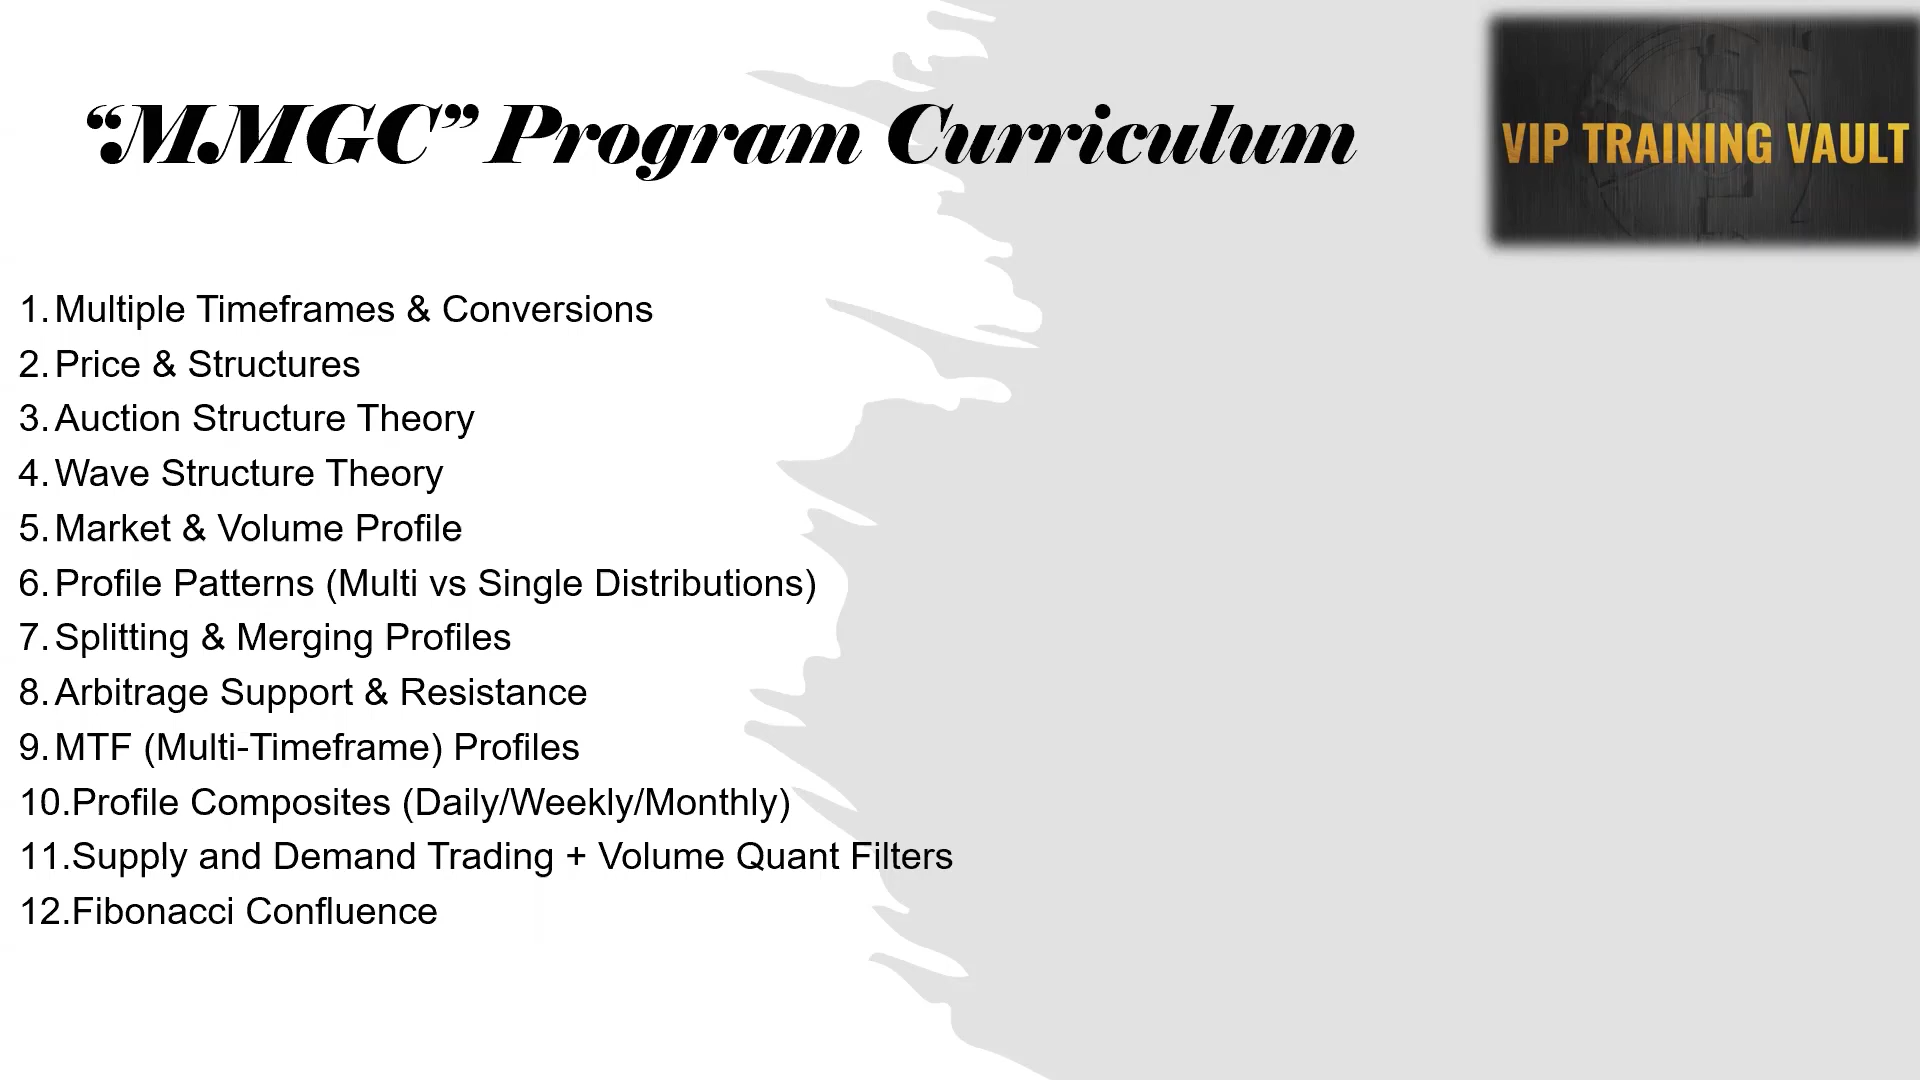 “MMGC” Program Curriculum
VIP TRAINING VAULT
1. Multiple Timeframes & Conversions
2. Price & Structures
3. Auction Structure Theory
4. Wave Structure Theory
5. Market & Volume Profile
6. Profile Patterns (Multi vs Single Distributions)
7. Splitting & Merging Profiles
8. Arbitrage Support & Resistance
9. MTF (Multi-Timeframe) Profiles
10.Profile Composites (Daily/Weekly/Monthly)
11.Supply and Demand Trading + Volume Quant Filters
12.Fibonacci Confluence